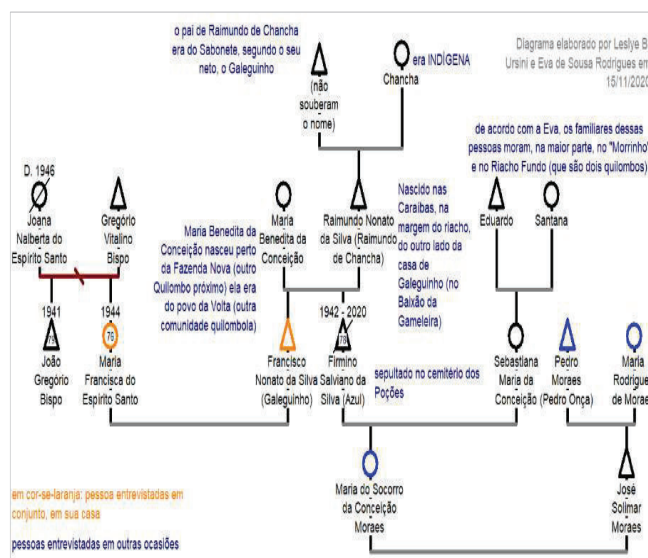 o pai de Raimundo de Chancha
era do Sabonete, segundo o seu
neto, o Galeguinho
(não
souberam
o nome)
era INDÍGENA
Chancha
Diagrama elaborado por Leslye B
Ursini e Eva de Sousa Rodrigues em
15/11/2020
de acordo com a Eva, os familiares dessas
pessoas moram, na maior parte, no "Morrinho"
e no Riacho Fundo (que são dois quilombos)
D. 1946
Joana
Nalberta do
Espírito Santo
Gregório
Vitalino
Bispo
Maria Benedita da
Conceição nasceu perto
da Fazenda Nova (outro
Quilombo próximo) ela era
do povo da Volta (outra
comunidade quilombola)
Maria
Benedita da
Conceição
Raimundo Nonato
da Silva (Raimundo
de Chancha)
Nascido nas
Caraíbas, na
margem do riacho,
do outro lado da
casa de
Galeguinho (no
Baixão da
Gameleira)
Eduardo
Santana
1941
79
João
Gregório
Bispo
1944
76
Maria
Francisca do
Espírito Santo
Francisco
Nonato da Silva
(Galeguinho)
1942 - 2020
78
Firmino
Salviano da
Silva (Azul)
sepultado no cemitério dos
Poções
Sebastiana
Maria da
Conceição
Pedro
Moraes
(Pedro Onça)
Maria
Rodrigue
de Morae
Maria do Socorro
da Conceição
Moraes
José
Solimar
Moraes
em cor-se-laranja: pessoa entrevistadas em
conjunto, em sua casa
pessoas entrevistadas em outras ocasiões